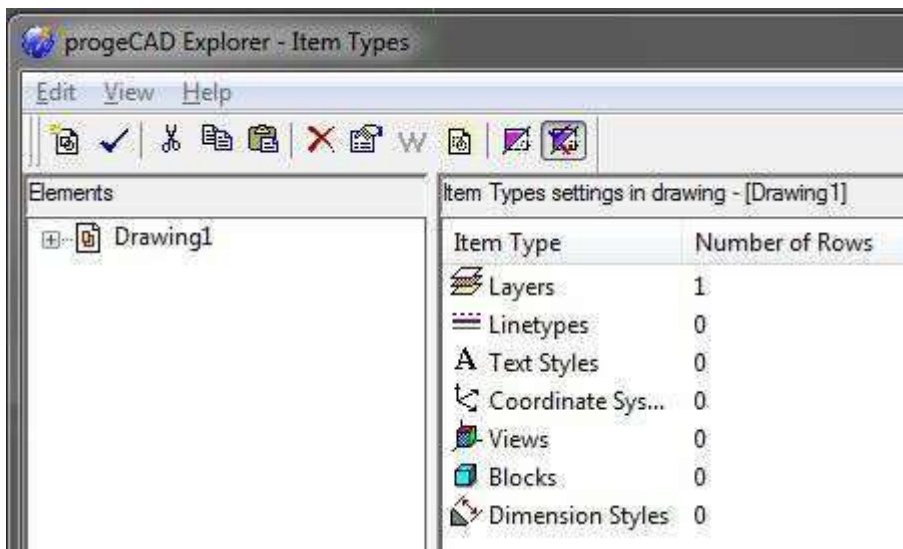 progeCAD Explorer - Item Types
Edit View Help
W
Elements
Item Types settings in drawing - [Drawing1]
Drawing1
Item Type Number of Rows
Layers 1
Linetypes 0
A Text Styles 0
Coordinate Sys... 0
Views 0
Blocks 0
Dimension Styles 0